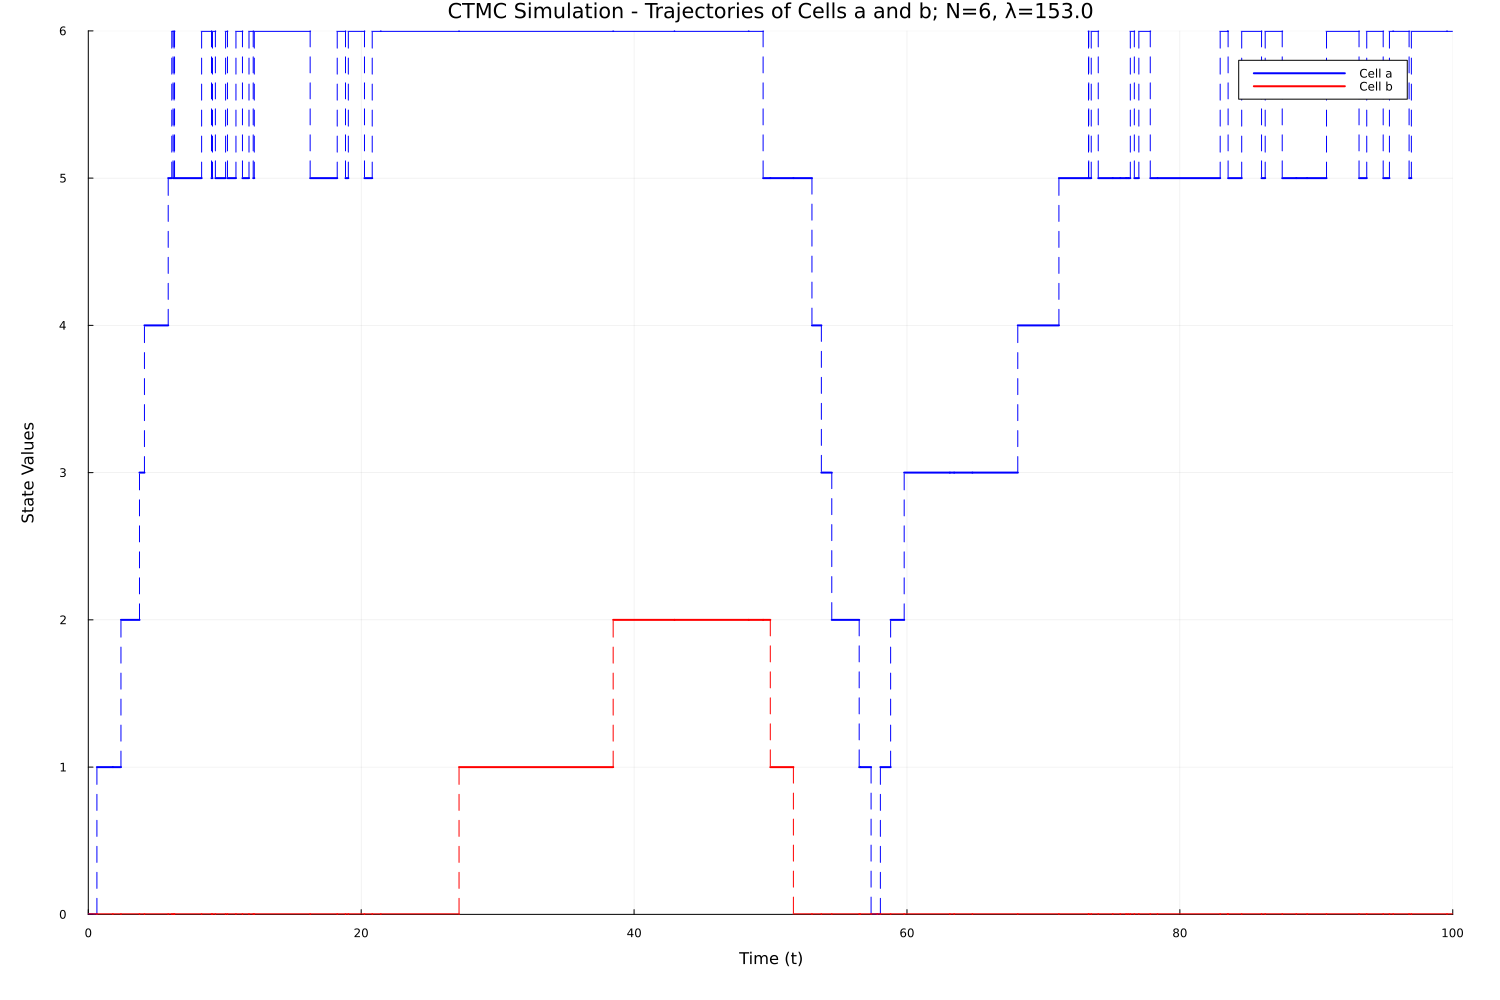 CTMC Simulation - Trajectories of Cells a and b; N=6, λ=153.0
6
Cell a
Cell b
5
4
State Values
3
2
1
0
0 20 40 60 80 100
Time (t)